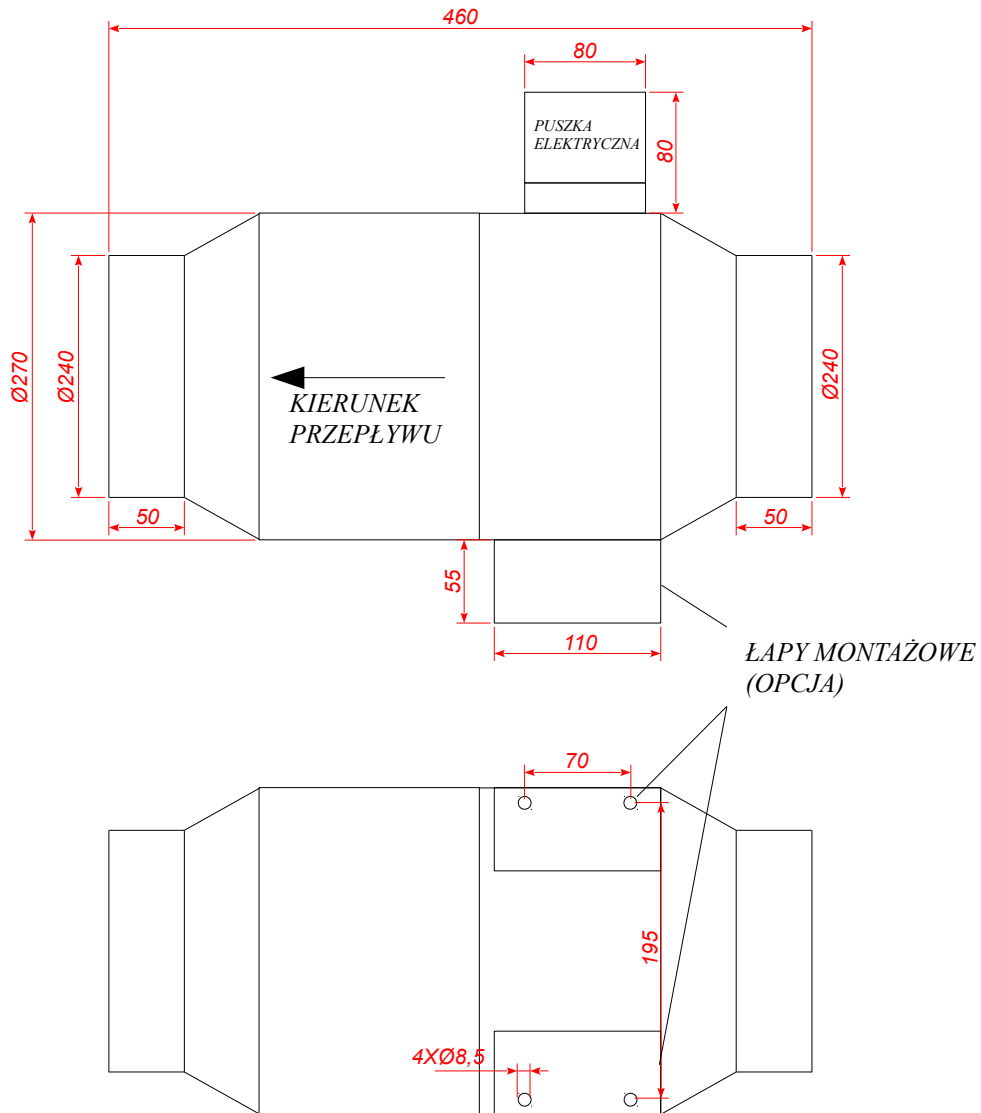 460
80
PUSZKA
ELEKTRYCZNA
80
Ø270
Ø240
Ø240
KIERUNEK
PRZEPŁYWU
50
50
55
110
ŁAPY MONTAŻOWE
(OPCJA)
70
195
4XØ8,5